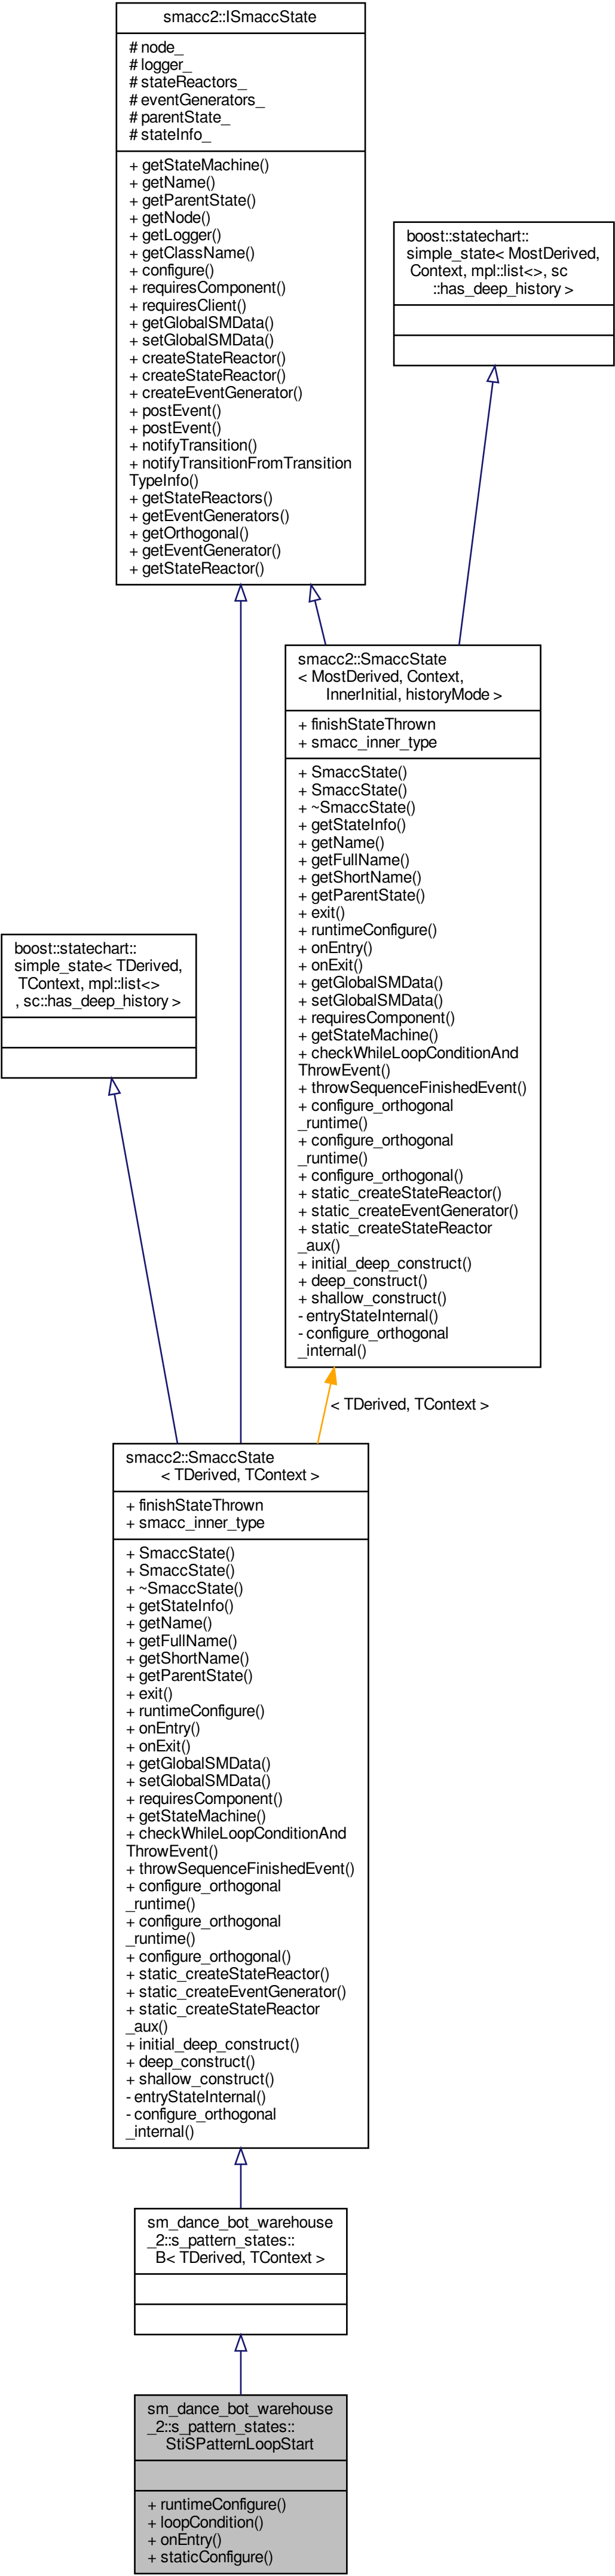 smacc2::ISmaccState
# node_
# logger_
# stateReactors_
# eventGenerators_
# parentState_
# stateInfo_
+ getStateMachine()
+ getName()
+ getParentState()
+ getNode()
+ getLogger()
+ getClassName()
+ configure()
+ requiresComponent()
+ requiresClient()
+ getGlobalSMData()
+ setGlobalSMData()
+ createStateReactor()
+ createStateReactor()
+ createEventGenerator()
+ postEvent()
+ postEvent()
+ notifyTransition()
+ notifyTransitionFromTransition
TypeInfo()
+ getStateReactors()
+ getEventGenerators()
+ getOrthogonal()
+ getEventGenerator()
+ getStateReactor()
boost::statechart::
simple_state< MostDerived,
Context, mpl::list<>, sc
::has_deep_history >
smacc2::SmaccState
< MostDerived, Context,
InnerInitial, historyMode >
+ finishStateThrown
+ smacc_inner_type
+ SmaccState()
+ SmaccState()
+ ~SmaccState()
+ getStateInfo()
+ getName()
+ getFullName()
+ getShortName()
+ getParentState()
+ exit()
+ runtimeConfigure()
+ onEntry()
+ onExit()
+ getGlobalSMData()
+ setGlobalSMData()
+ requiresComponent()
+ getStateMachine()
+ checkWhileLoopConditionAnd
ThrowEvent()
+ throwSequenceFinishedEvent()
+ configure_orthogonal
_runtime()
+ configure_orthogonal
_runtime()
+ configure_orthogonal()
+ static_createStateReactor()
+ static_createEventGenerator()
+ static_createStateReactor
_aux()
+ initial_deep_construct()
+ deep_construct()
+ shallow_construct()
- entryStateInternal()
- configure_orthogonal
_internal()
boost::statechart::
simple_state< TDerived,
TContext, mpl::list<>
, sc::has_deep_history >
< TDerived, TContext >
smacc2::SmaccState
< TDerived, TContext >
+ finishStateThrown
+ smacc_inner_type
+ SmaccState()
+ SmaccState()
+ ~SmaccState()
+ getStateInfo()
+ getName()
+ getFullName()
+ getShortName()
+ getParentState()
+ exit()
+ runtimeConfigure()
+ onEntry()
+ onExit()
+ getGlobalSMData()
+ setGlobalSMData()
+ requiresComponent()
+ getStateMachine()
+ checkWhileLoopConditionAnd
ThrowEvent()
+ throwSequenceFinishedEvent()
+ configure_orthogonal
_runtime()
+ configure_orthogonal
_runtime()
+ configure_orthogonal()
+ static_createStateReactor()
+ static_createEventGenerator()
+ static_createStateReactor
_aux()
+ initial_deep_construct()
+ deep_construct()
+ shallow_construct()
- entryStateInternal()
- configure_orthogonal
_internal()
sm_dance_bot_warehouse
_2::s_pattern_states::
B< TDerived, TContext >
sm_dance_bot_warehouse
_2::s_pattern_states::
StiSPatternLoopStart
+ runtimeConfigure()
+ loopCondition()
+ onEntry()
+ staticConfigure()